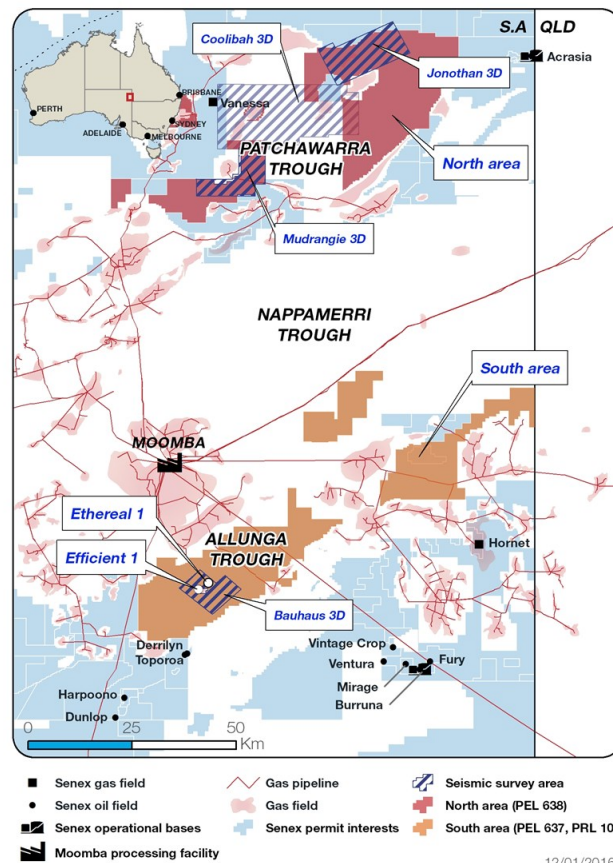 S.A QLD
Coolibah 3D
Acrasia
Jonothan 3D
BRISBANE
Vanessa
PERTH
SYDNEY
ADELAIDE
MELBOURNE
PATCHAWARRA
TROUGH
North area
Mudrangie 3D
NAPPAMERRI
TROUGH
South area
MOOMBA
Ethereal 1
ALLUNGA
TROUGH
Hornet
Efficient 1
Bauhaus 3D
Derrilyn
Toporoa
Vintage Crop
Ventura
Fury
Mirage
Burruna
Harpoono
Dunlop
0 25 50
Km
Senex gas field
Gas pipeline
Seismic survey area
Senex oil field
Gas field
North area (PEL 638)
Senex operational bases
Senex permit interests
South area (PEL 637, PRL 10
Moomba processing facility